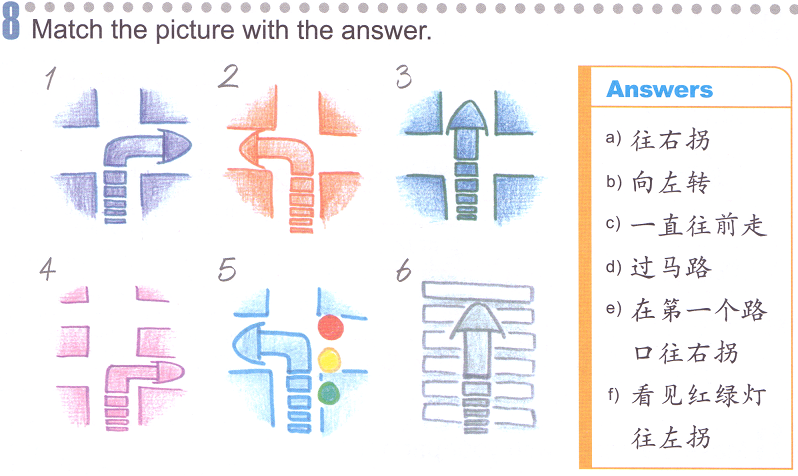 8 Match the picture with the answer.
1
2
3
4
5
6
Answers
a) 往右拐
b) 向左转
c) 一直往前走
d) 过马路
e) 在第一个路
口往右拐
f) 看见红绿灯
往左拐